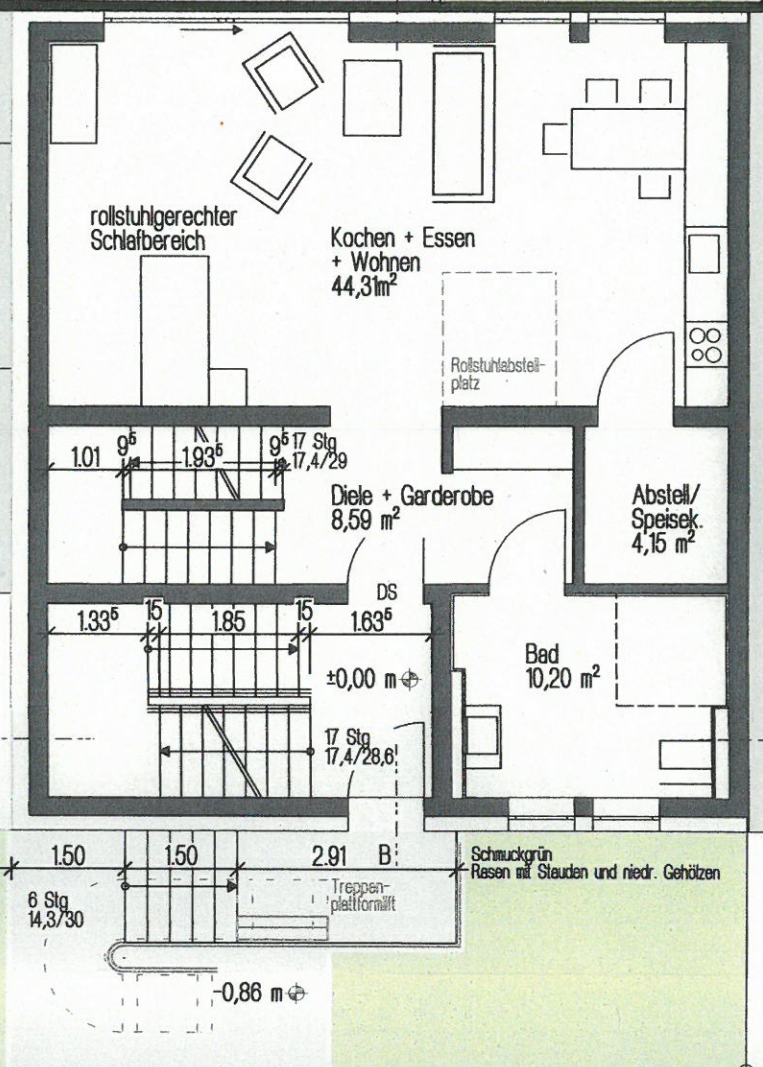 rollstuhlgerechter
Schlafbereich
Kochen + Essen
+ Wohnen
44,31m²
Rollstuhlabstell-
platz
1.01
9⁵
1.93⁵
9⁵
17 Stg
17,4/29
Diele + Garderobe
8,59 m²
Abstell/
Speisek.
4,15 m²
DS
1.33⁵
15
1.85
15
1.63⁵
±0,00 m
Bad
10,20 m²
17 Stg
17,4/28,6
1.50
1.50
2.91
B
Schmuckgrün
Rasen mit Stauden und niedr. Gehölzen
6 Stg
14,3/30
Treppen-
plattformlift
-0,86 m